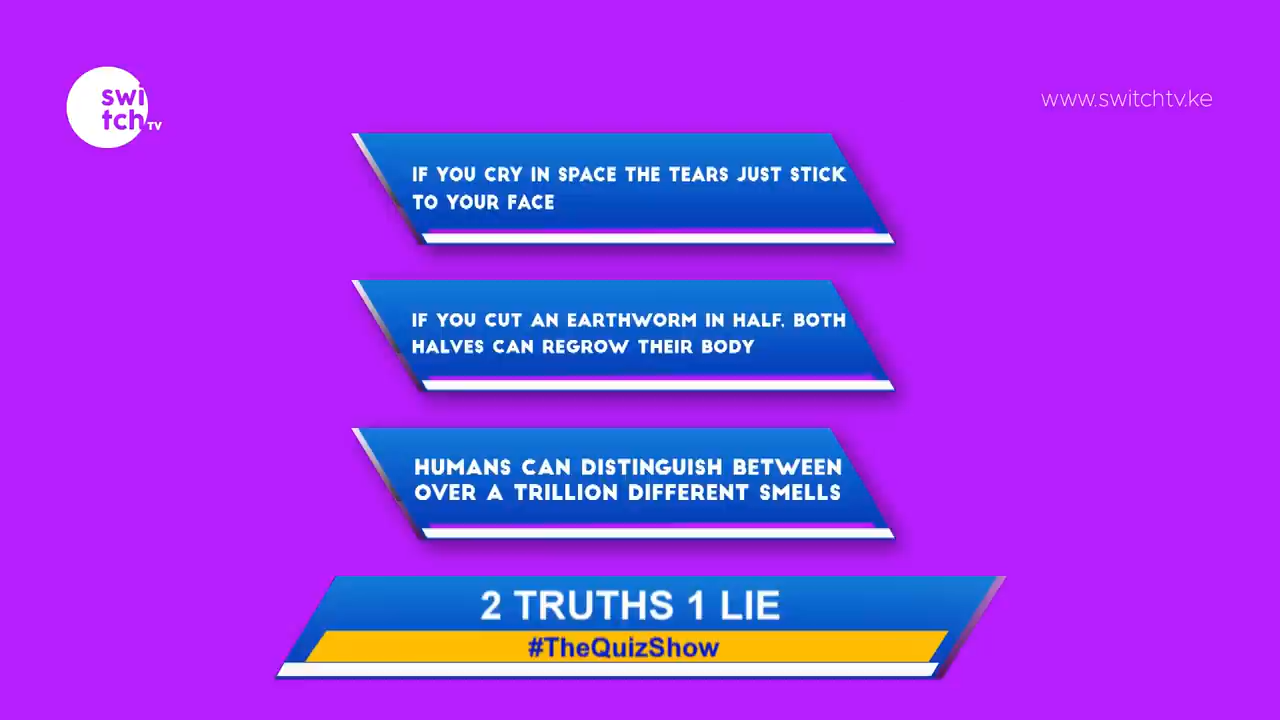 swi
tch TV
www.switchtv.ke
IF YOU CRY IN SPACE THE TEARS JUST STICK
TO YOUR FACE
IF YOU CUT AN EARTHWORM IN HALF, BOTH
HALVES CAN REGROW THEIR BODY
HUMANS CAN DISTINGUISH BETWEEN
OVER A TRILLION DIFFERENT SMELLS
2 TRUTHS 1 LIE
#TheQuizShow